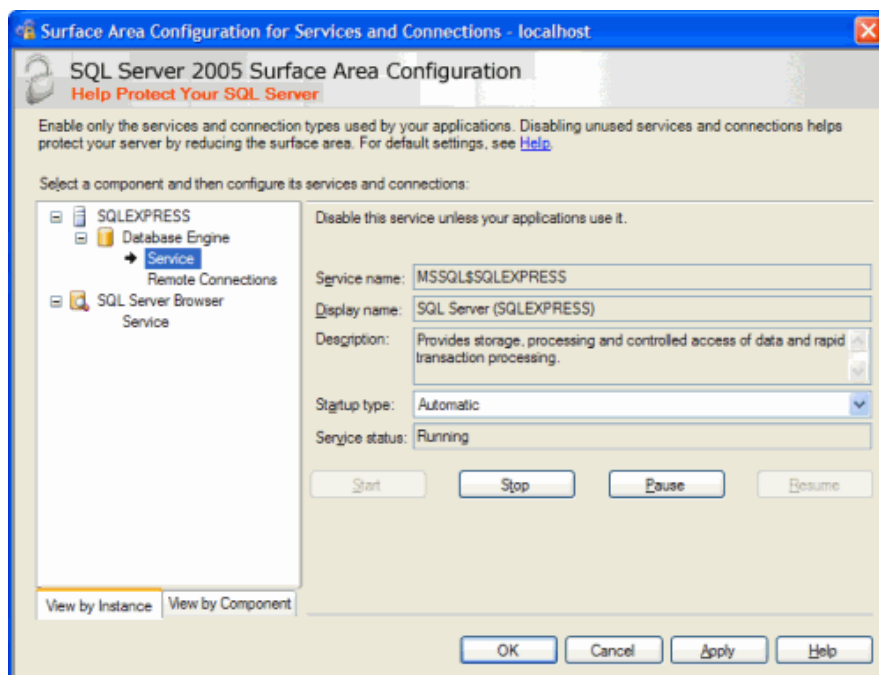 Surface Area Configuration for Services and Connections - localhost
SQL Server 2005 Surface Area Configuration
Help Protect Your SQL Server
Enable only the services and connection types used by your applications. Disabling unused services and connections helps
protect your server by reducing the surface area. For default settings, see Help.
Select a component and then configure its services and connections:
SQLEXPRESS
Database Engine
Service
Remote Connections
SQL Server Browser
Service
View by Instance
View by Component
Disable this service unless your applications use it.
Service name: MSSQL$SQLEXPRESS
Display name: SQL Server (SQLEXPRESS)
Description: Provides storage, processing and controlled access of data and rapid
transaction processing.
Startup type: Automatic
Service status: Running
Start Stop Pause Resume
OK Cancel Apply Help